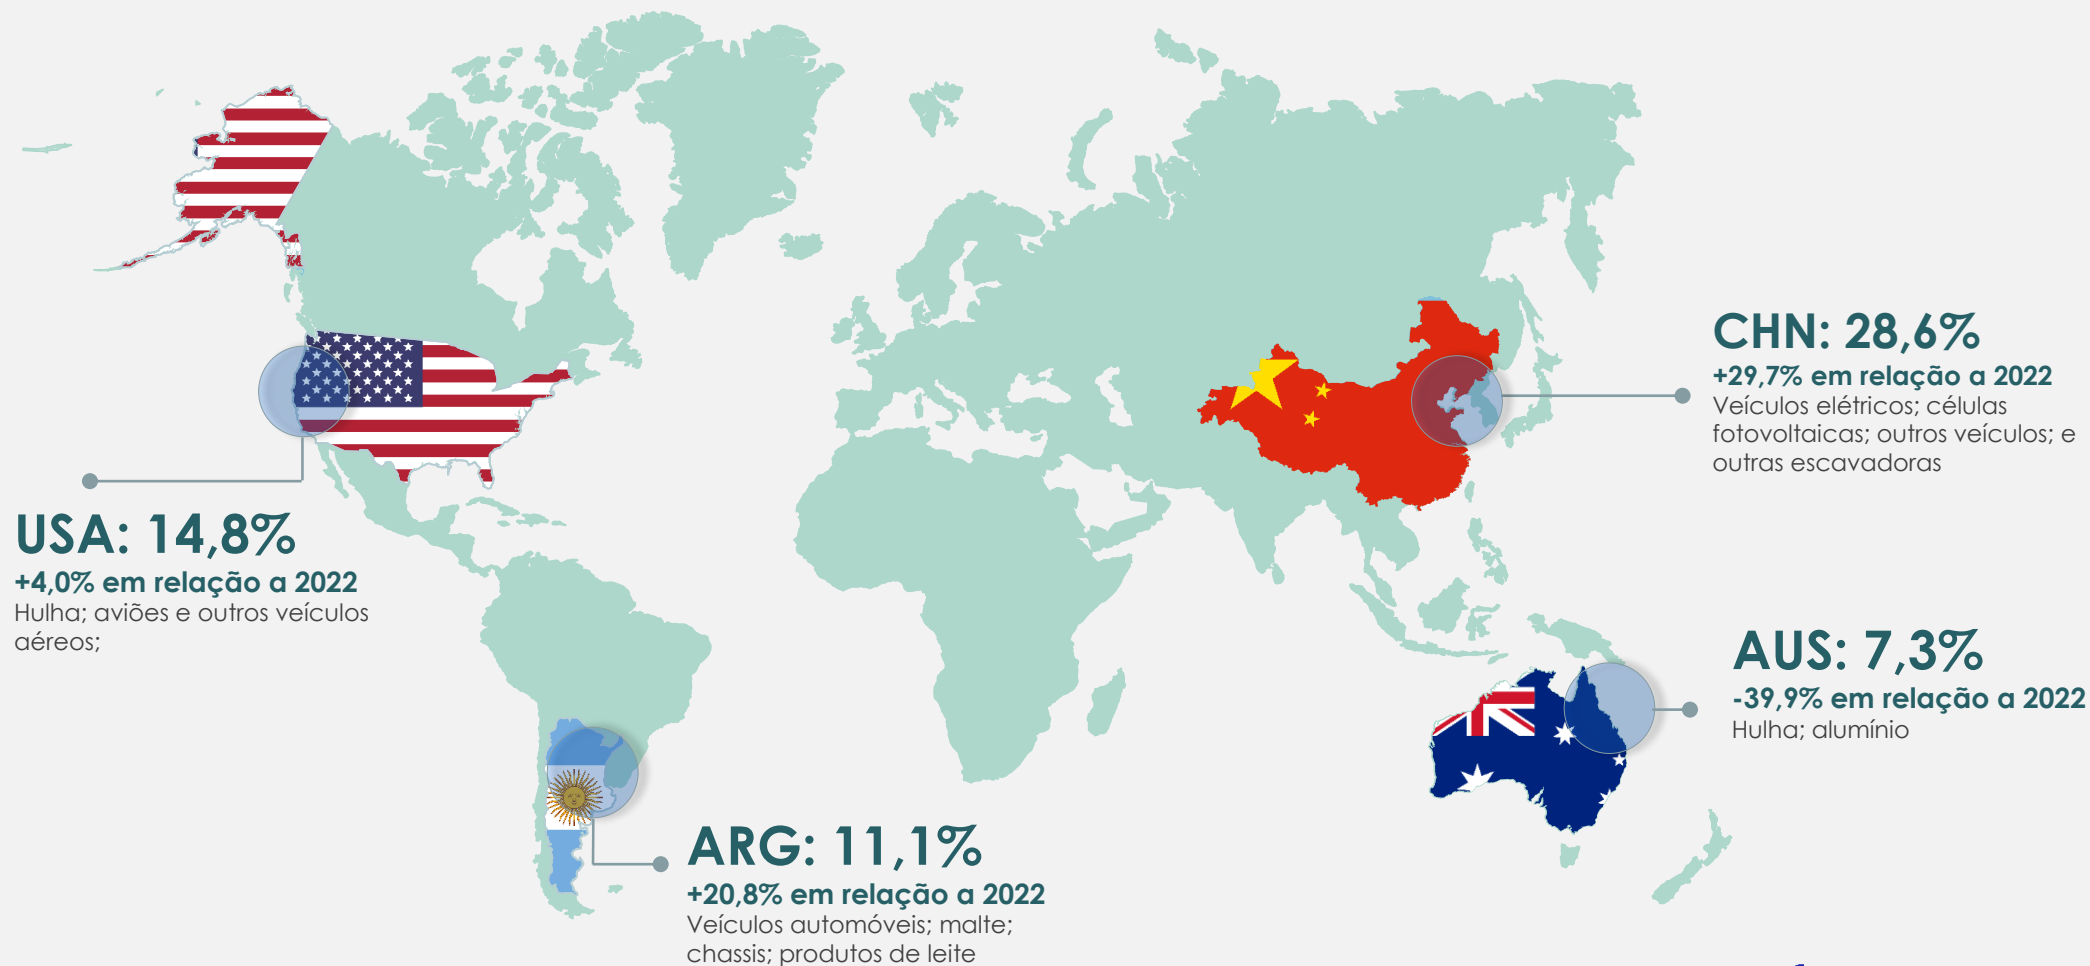 CHN: 28,6%
+29,7% em relação a 2022
Veículos elétricos; células
fotovoltaicas; outros veículos; e
outras escavadoras
USA: 14,8%
+4,0% em relação a 2022
Hulha; aviões e outros veículos
aéreos;
AUS: 7,3%
-39,9% em relação a 2022
Hulha; alumínio
ARG: 11,1%
+20,8% em relação a 2022
Veículos automóveis; malte;
chassis; produtos de leite